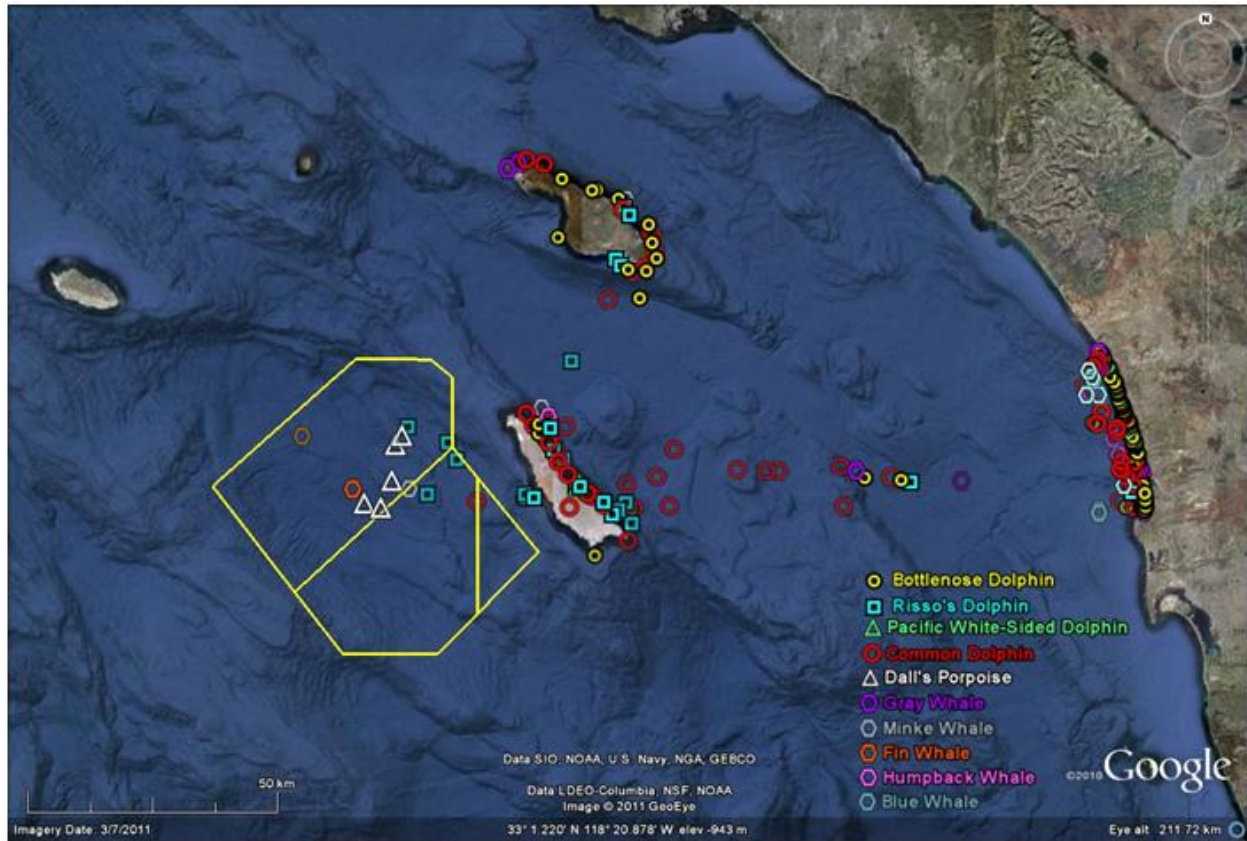 N
Bottlenose Dolphin
Risso's Dolphin
Pacific White-Sided Dolphin
Common Dolphin
Dall's Porpoise
Gray Whale
Minke Whale
Fin Whale
Humpback Whale
Blue Whale
Data SIO, NOAA, U.S. Navy, NGA, GEBCO
Data LDEO-Columbia, NSF, NOAA
Image © 2011 GeoEye
©2010 Google
50 km
Imagery Date: 3/7/2011
33° 1.220' N 118° 20.878' W elev -943 m
Eye alt 211.72 km